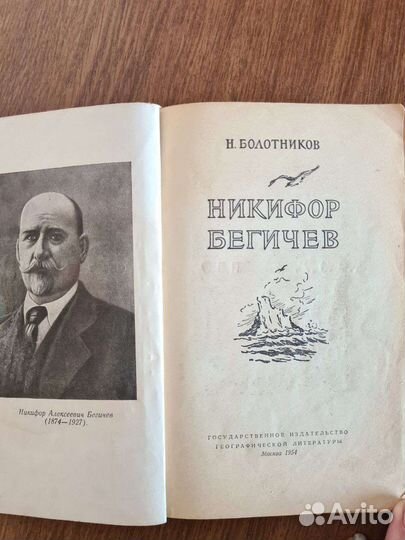 Никифор Алексеевич Бегичев
(1874—1927).
Н. БОЛОТНИКОВ
НИКИФОР
БЕГИЧЕВ
ГОСУДАРСТВЕННОЕ ИЗДАТЕЛЬСТВО
ГЕОГРАФИЧЕСКОЙ ЛИТЕРАТУРЫ
Москва 1954
Avito